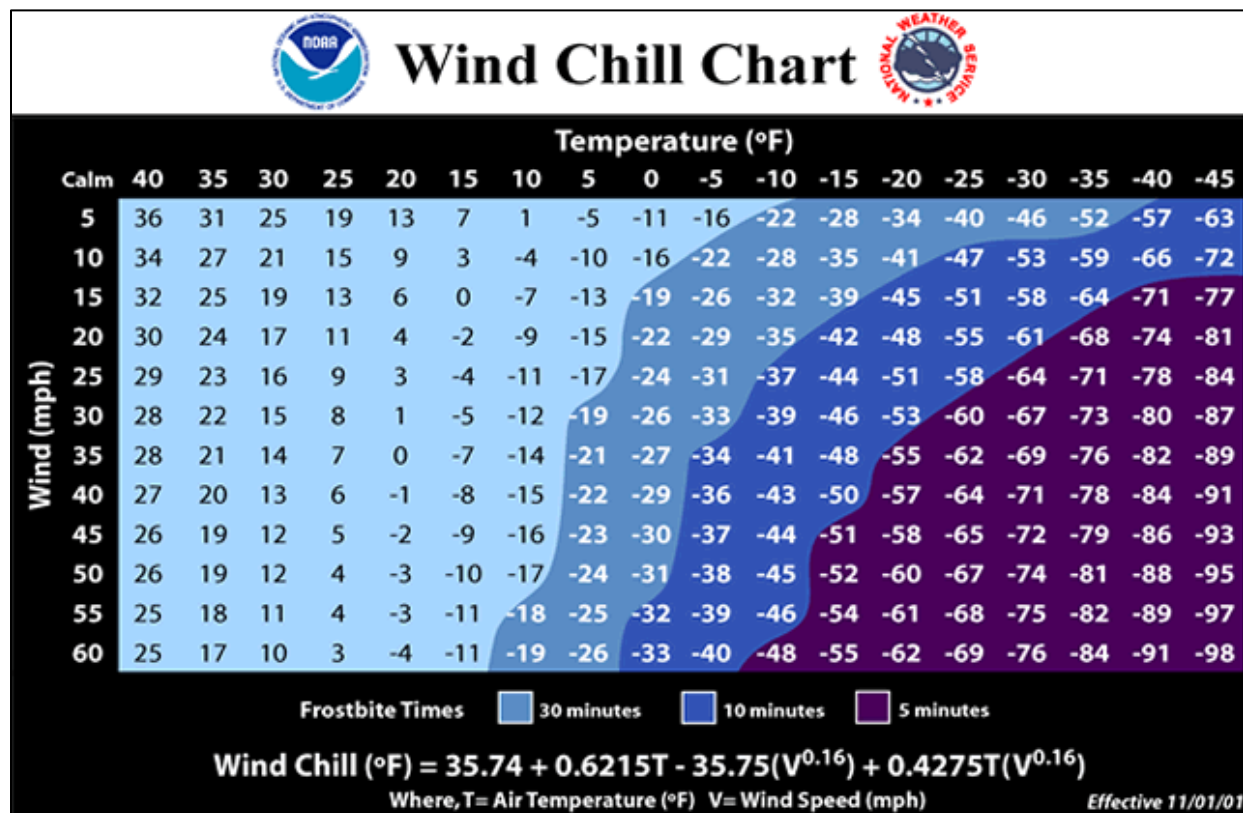 NOAA
NATIONAL OCEANIC AND ATMOSPHERIC ADMINISTRATION
U.S. DEPARTMENT OF COMMERCE
Wind Chill Chart
NATIONAL WEATHER SERVICE
Temperature (ºF)
Calm 40 35 30 25 20 15 10 5 0 -5 -10 -15 -20 -25 -30 -35 -40 -45
Wind (mph)
5 36 31 25 19 13 7 1 -5 -11 -16 -22 -28 -34 -40 -46 -52 -57 -63
10 34 27 21 15 9 3 -4 -10 -16 -22 -28 -35 -41 -47 -53 -59 -66 -72
15 32 25 19 13 6 0 -7 -13 -19 -26 -32 -39 -45 -51 -58 -64 -71 -77
20 30 24 17 11 4 -2 -9 -15 -22 -29 -35 -42 -48 -55 -61 -68 -74 -81
25 29 23 16 9 3 -4 -11 -17 -24 -31 -37 -44 -51 -58 -64 -71 -78 -84
30 28 22 15 8 1 -5 -12 -19 -26 -33 -39 -46 -53 -60 -67 -73 -80 -87
35 28 21 14 7 0 -7 -14 -21 -27 -34 -41 -48 -55 -62 -69 -76 -82 -89
40 27 20 13 6 -1 -8 -15 -22 -29 -36 -43 -50 -57 -64 -71 -78 -84 -91
45 26 19 12 5 -2 -9 -16 -23 -30 -37 -44 -51 -58 -65 -72 -79 -86 -93
50 26 19 12 4 -3 -10 -17 -24 -31 -38 -45 -52 -60 -67 -74 -81 -88 -95
55 25 18 11 4 -3 -11 -18 -25 -32 -39 -46 -54 -61 -68 -75 -82 -89 -97
60 25 17 10 3 -4 -11 -19 -26 -33 -40 -48 -55 -62 -69 -76 -84 -91 -98
Frostbite Times 30 minutes 10 minutes 5 minutes
Wind Chill (ºF) = 35.74 + 0.6215T - 35.75(V^0.16) + 0.4275T(V^0.16)
Where, T= Air Temperature (ºF) V= Wind Speed (mph)
Effective 11/01/01